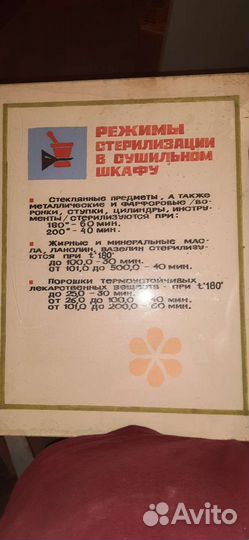 РЕЖИМЫ
СТЕРИЛИЗАЦИИ
В СУШИЛЬНОМ
ШКАФУ
Стеклянные предметы, а также
металлические и фарфоровые /во-
ронки, ступки, цилиндры, инстру-
менты/ стерилизуются при:
180° - 60 мин.
200° - 40 мин.
Жирные и минеральные мас-
ла, ланолин, вазелин стерилизу-
ются при t°180°
до 100,0 - 30 мин.
от 101,0 до 500,0 - 40 мин.
Порошки термоустойчивых
лекарственных веществ - при t°180°
до 25,0 - 30 мин.
от 26,0 до 100,0 - 40 мин.
от 101,0 до 200,0 - 60 мин.
Avito